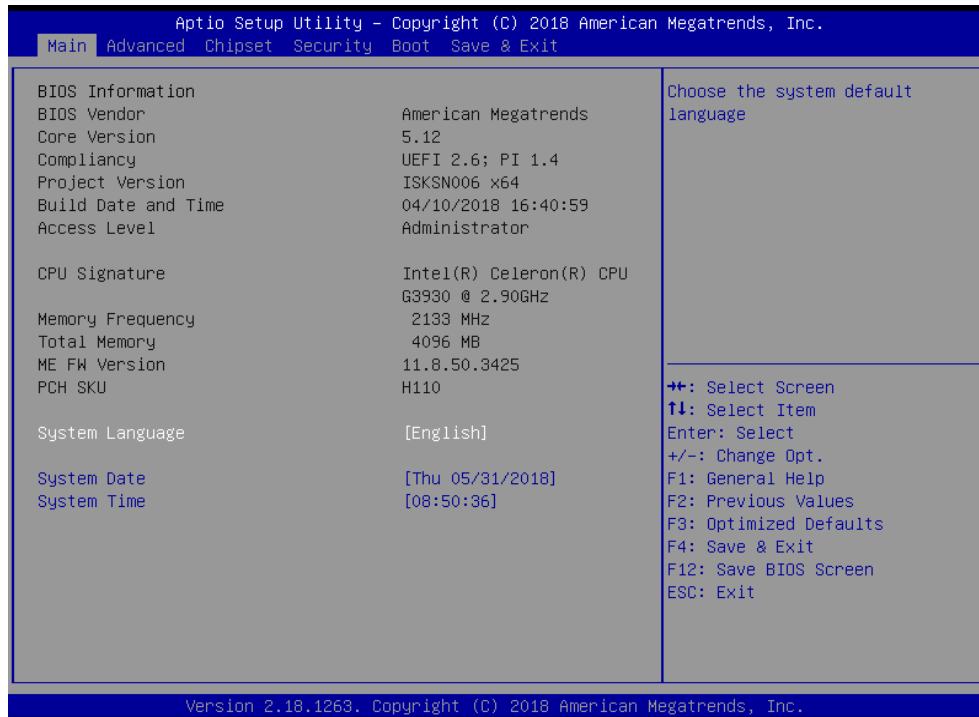 Aptio Setup Utility – Copyright (C) 2018 American Megatrends, Inc.
Main Advanced Chipset Security Boot Save & Exit
BIOS Information
BIOS Vendor American Megatrends
Core Version 5.12
Compliancy UEFI 2.6; PI 1.4
Project Version ISKSN006 x64
Build Date and Time 04/10/2018 16:40:59
Access Level Administrator
CPU Signature Intel(R) Celeron(R) CPU
G3930 @ 2.90GHz
Memory Frequency 2133 MHz
Total Memory 4096 MB
ME FW Version 11.8.50.3425
PCH SKU H110
System Language [English]
System Date [Thu 05/31/2018]
System Time [08:50:36]
Choose the system default
language
→←: Select Screen
↑↓: Select Item
Enter: Select
+/-: Change Opt.
F1: General Help
F2: Previous Values
F3: Optimized Defaults
F4: Save & Exit
F12: Save BIOS Screen
ESC: Exit
Version 2.18.1263. Copyright (C) 2018 American Megatrends, Inc.